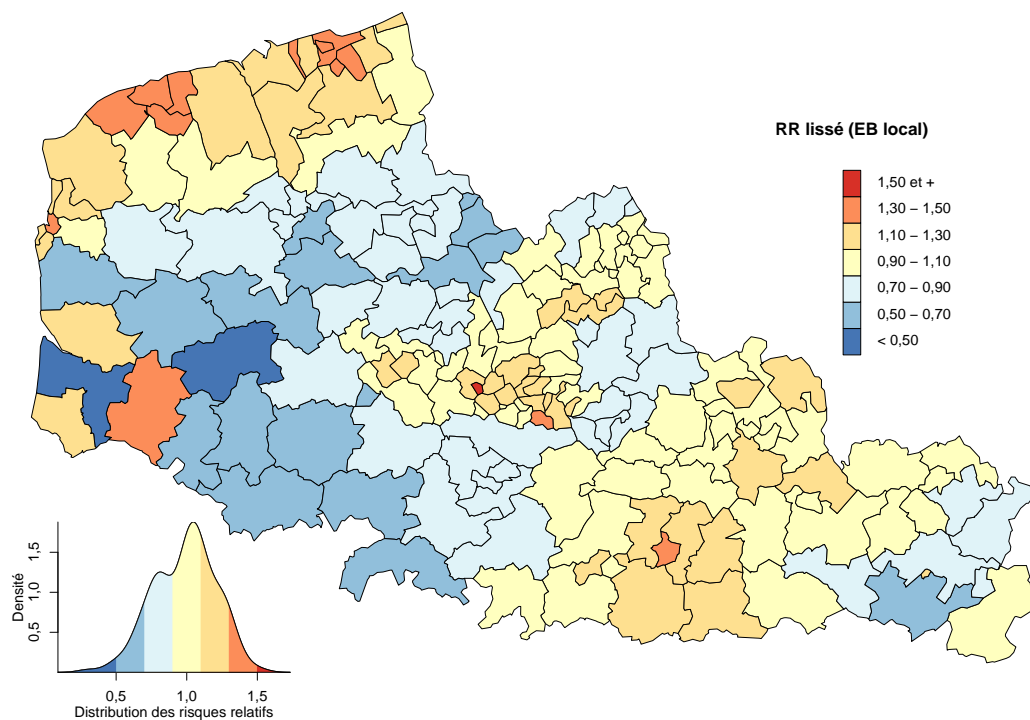 RR lissé (EB local)
1,50 et +
1,30 − 1,50
1,10 − 1,30
0,90 − 1,10
0,70 − 0,90
0,50 − 0,70
< 0,50
Densité
1,5
1,0
0,5
0,5 1,0 1,5
Distribution des risques relatifs